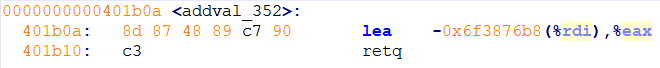 0000000000401b0a <addval_352>:
401b0a: 8d 87 48 89 c7 90 lea -0x6f3876b8(%rdi),%eax
401b10: c3 retq